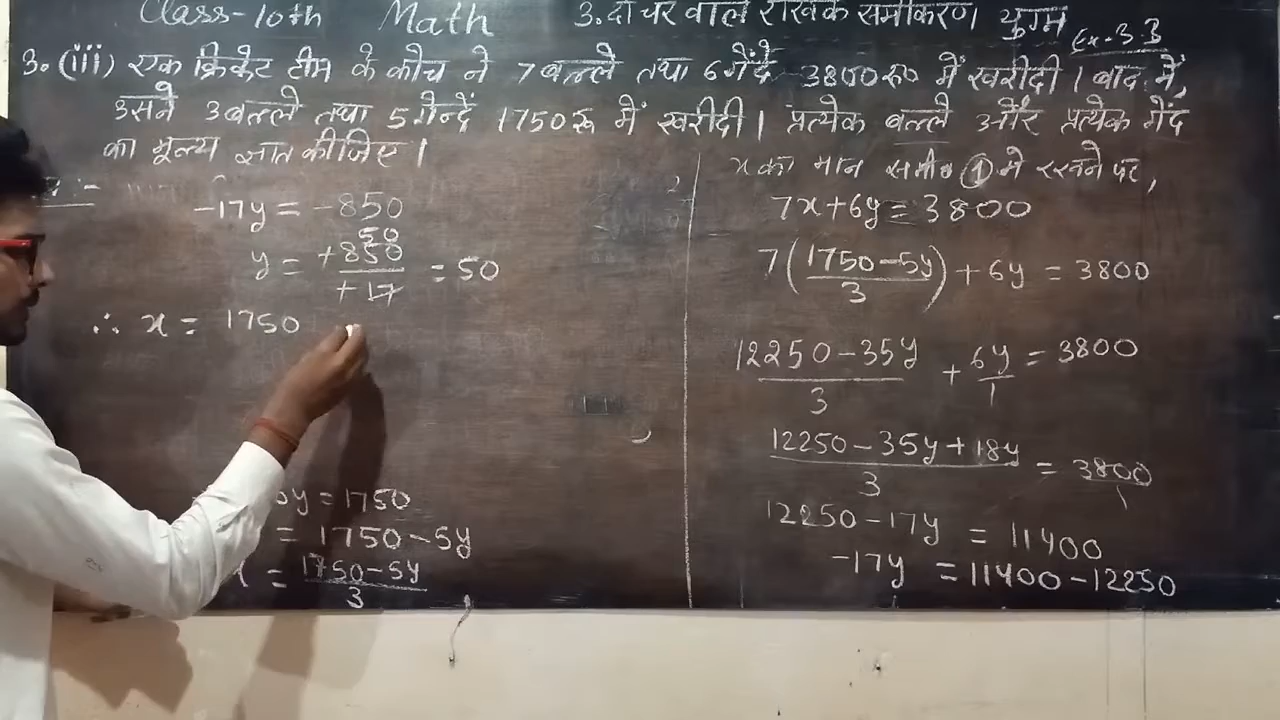 Class-10th Math 3. दो चर वाले रैखिक समीकरण युग्म
Ex-3.3
3. (iii) एक क्रिकेट टीम के कोच ने 7 बल्ले तथा 6 गेंदें 3800 रु० में खरीदी । बाद में,
उसने 3 बल्ले तथा 5 गेन्दें 1750 रु में खरीदी । प्रत्येक बल्ले और प्रत्येक गेंद
का मूल्य ज्ञात कीजिए ।
-17y = -850
50
y = +850/+17 = 50
∴ x = 1750
y = 1750
= 1750 - 5y
= 1750-5y/3
x का मान समी० ① मे रखने पर,
7x+6y = 3800
7(1750-5y/3) + 6y = 3800
12250-35y/3 + 6y/1 = 3800
12250-35y+18y/3 = 3800/1
12250-17y = 11400
-17y = 11400-12250